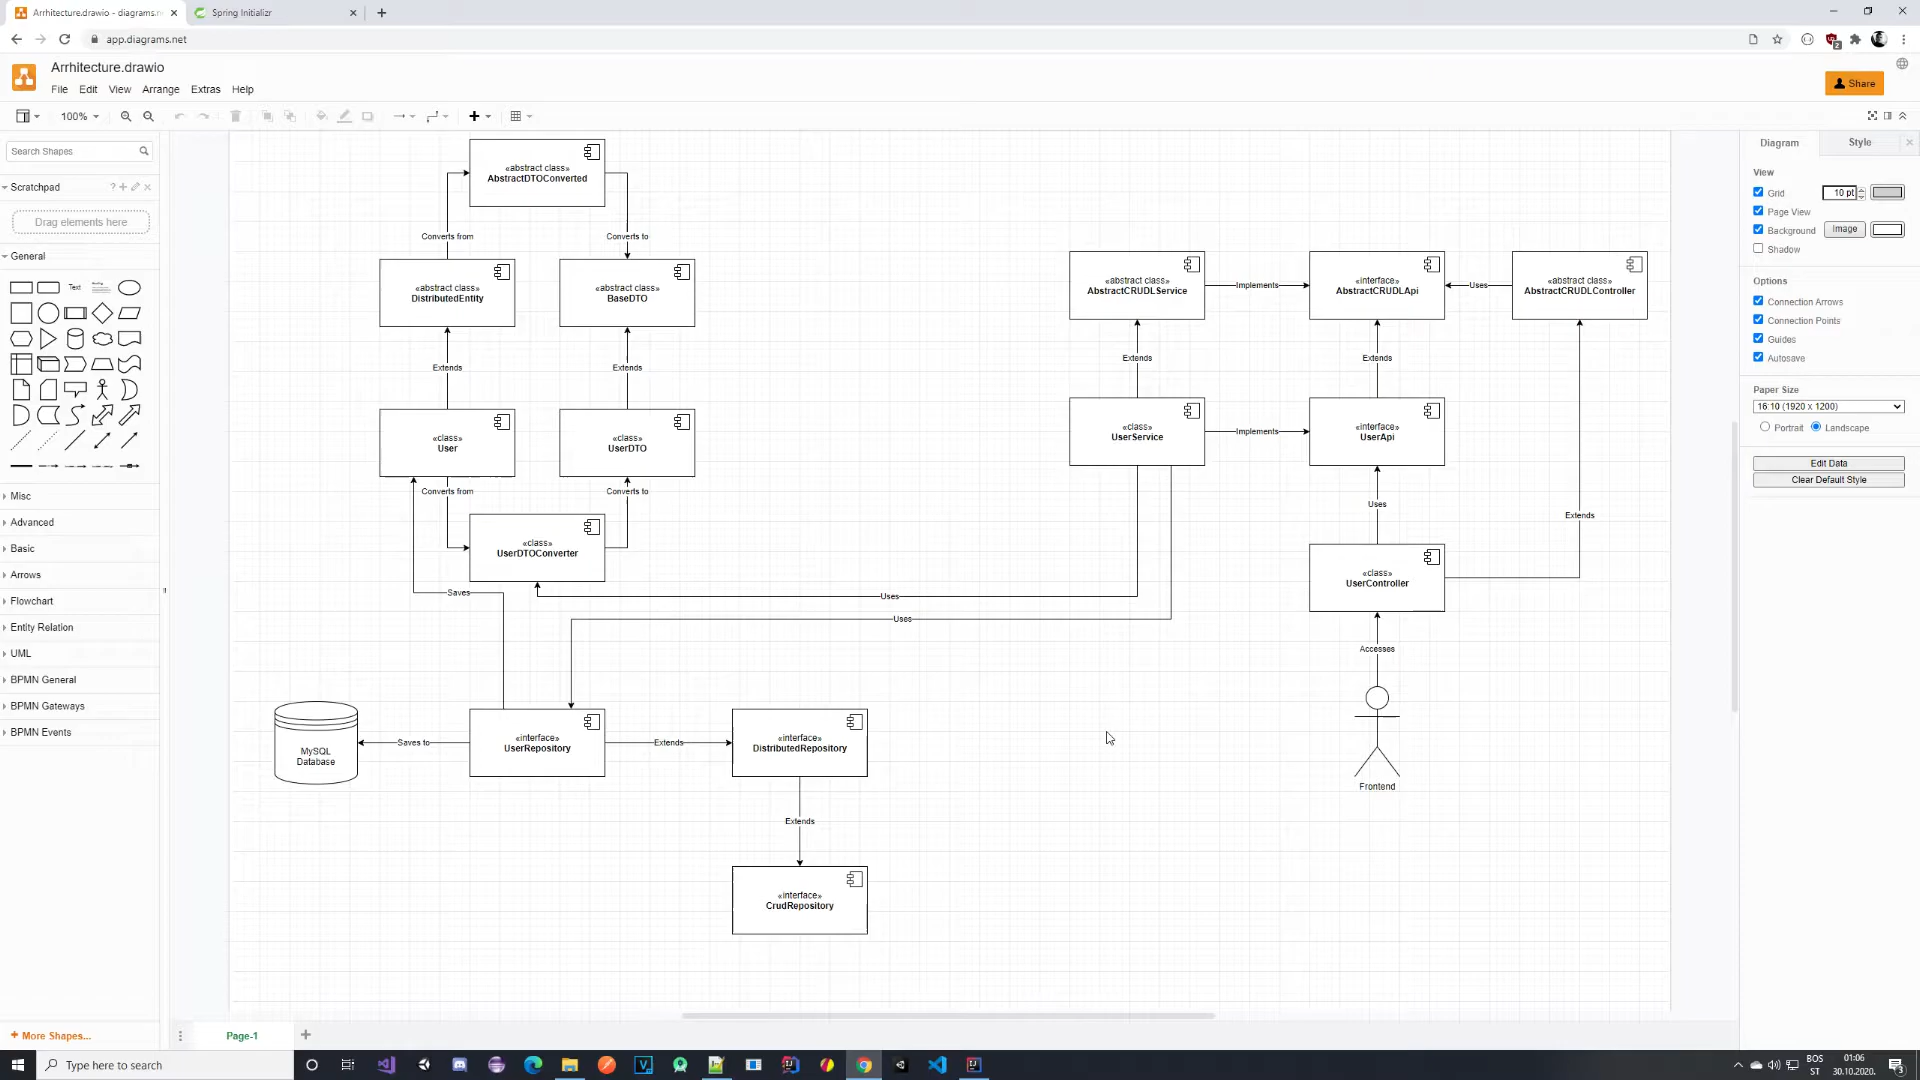 Arrhitecture.drawio - diagrams.n
Spring Initializr
app.diagrams.net
Arrhitecture.drawio
File Edit View Arrange Extras Help
Share
100%
Search Shapes
Scratchpad
Drag elements here
General
Text
Misc
Advanced
Basic
Arrows
Flowchart
Entity Relation
UML
BPMN General
BPMN Gateways
BPMN Events
+ More Shapes...
«abstract class»
AbstractDTOConverted
Converts from
Converts to
«abstract class»
DistributedEntity
«abstract class»
BaseDTO
Extends
Extends
«class»
User
«class»
UserDTO
Converts from
Converts to
«class»
UserDTOConverter
Saves
Uses
Uses
MySQL
Database
Saves to
«interface»
UserRepository
Extends
«interface»
DistributedRepository
Extends
«interface»
CrudRepository
«abstract class»
AbstractCRUDLService
Implements
«interface»
AbstractCRUDLApi
Uses
«abstract class»
AbstractCRUDLController
Extends
Extends
«class»
UserService
Implements
«interface»
UserApi
Uses
Extends
«class»
UserController
Accesses
Frontend
Diagram Style
View
Grid 10 pt
Page View
Background Image
Shadow
Options
Connection Arrows
Connection Points
Guides
Autosave
Paper Size
16:10 (1920 x 1200)
Portrait Landscape
Edit Data
Clear Default Style
Page-1
Type here to search
BOS
ST
01:06
30.10.2020.